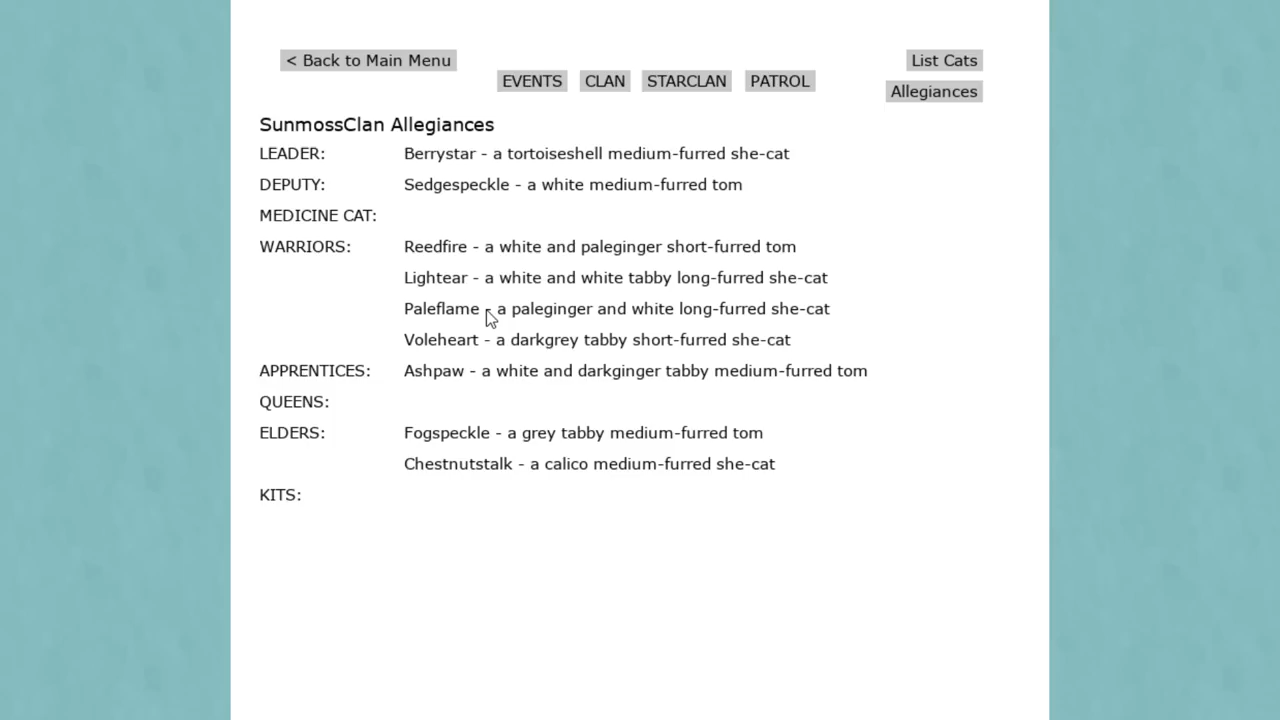 < Back to Main Menu
List Cats
EVENTS CLAN STARCLAN PATROL
Allegiances
SunmossClan Allegiances
LEADER: Berrystar - a tortoiseshell medium-furred she-cat
DEPUTY: Sedgespeckle - a white medium-furred tom
MEDICINE CAT:
WARRIORS: Reedfire - a white and paleginger short-furred tom
Lightear - a white and white tabby long-furred she-cat
Paleflame - a paleginger and white long-furred she-cat
Voleheart - a darkgrey tabby short-furred she-cat
APPRENTICES: Ashpaw - a white and darkginger tabby medium-furred tom
QUEENS:
ELDERS: Fogspeckle - a grey tabby medium-furred tom
Chestnutstalk - a calico medium-furred she-cat
KITS: